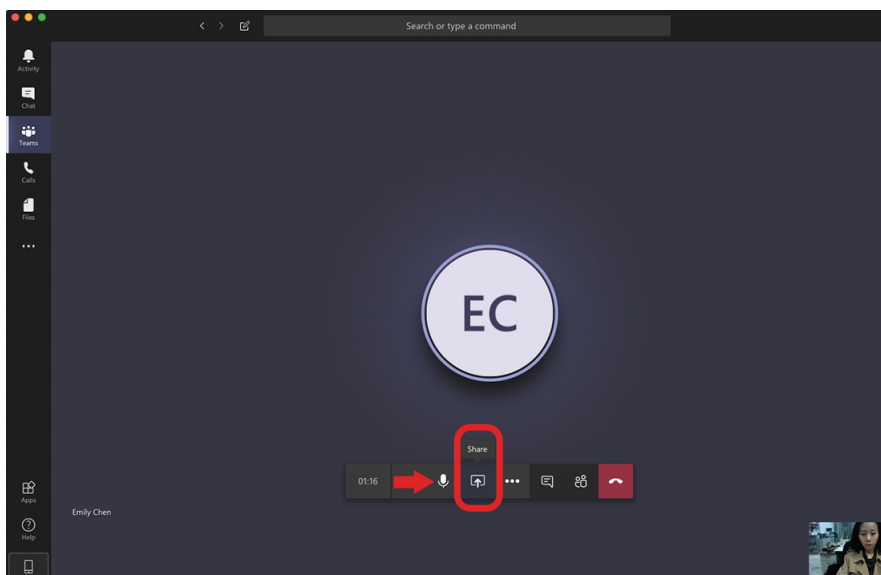 Search or type a command
Activity
Chat
Teams
Calls
Files
EC
Share
01:16
Emily Chen
Apps
Help